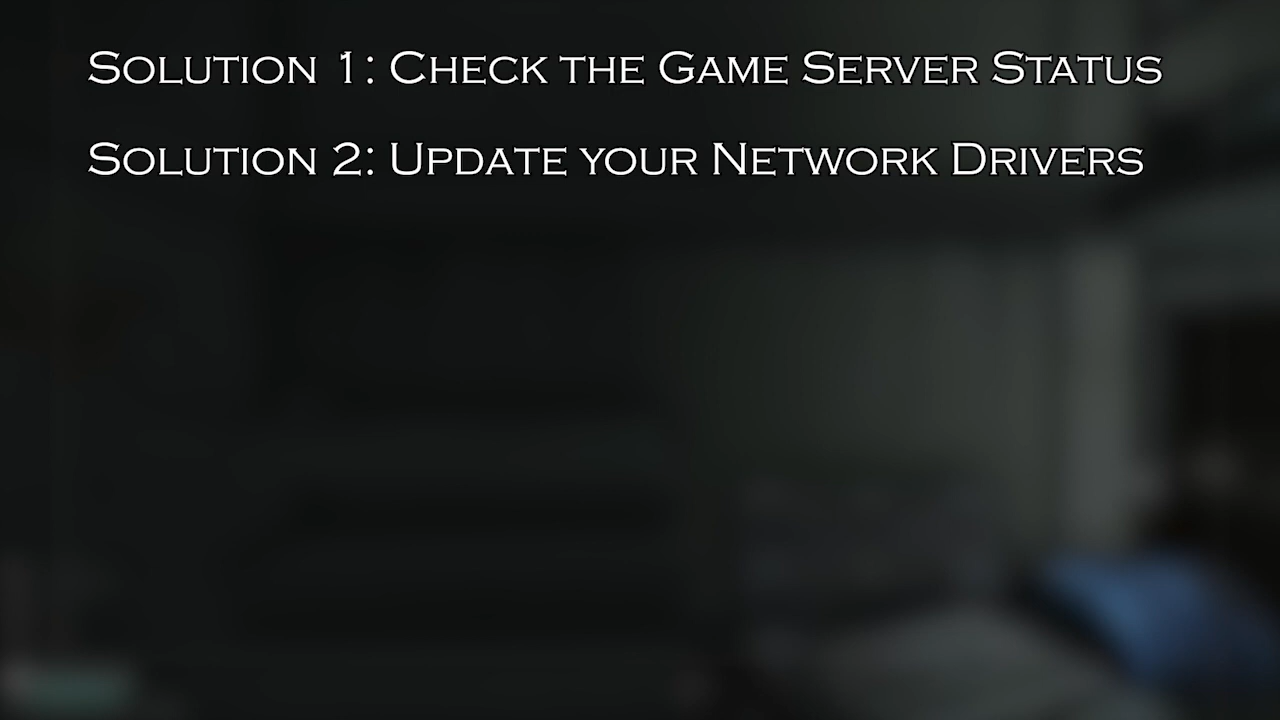 Solution 1: Check the Game Server Status
Solution 2: Update your Network Drivers